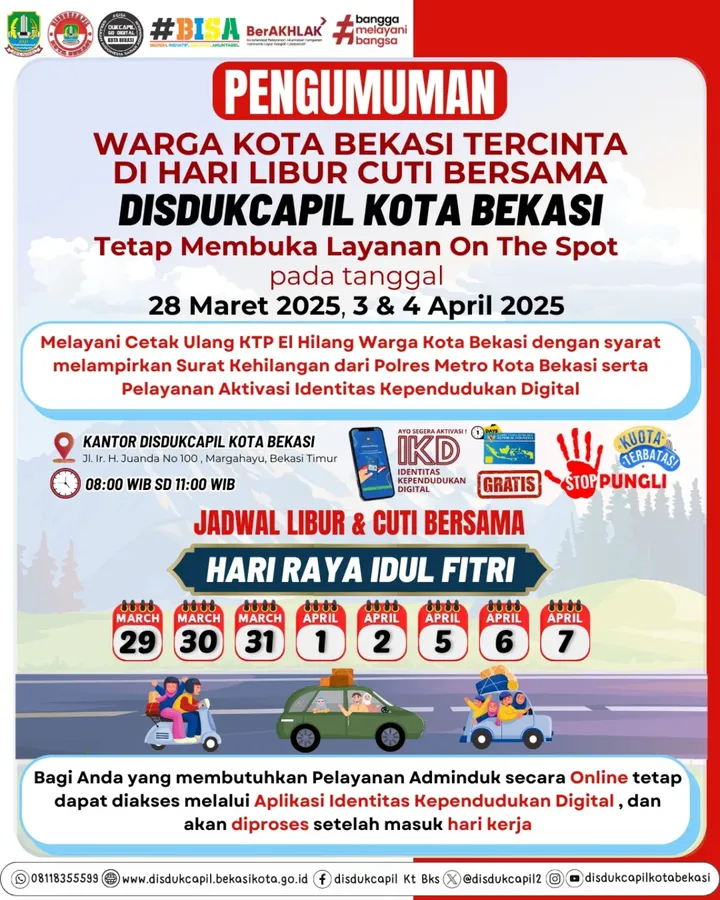 DUKCAPIL
GO DIGITAL
KOTA BEKASI
#BISA
BerAKHLAK
#bangga
melayani
bangsa
PENGUMUMAN
WARGA KOTA BEKASI TERCINTA
DI HARI LIBUR CUTI BERSAMA
DISDUKCAPIL KOTA BEKASI
Tetap Membuka Layanan On The Spot
pada tanggal
28 Maret 2025, 3 & 4 April 2025
Melayani Cetak Ulang KTP El Hilang Warga Kota Bekasi dengan syarat
melampirkan Surat Kehilangan dari Polres Metro Kota Bekasi serta
Pelayanan Aktivasi Identitas Kependudukan Digital
KANTOR DISDUKCAPIL KOTA BEKASI
Jl. Ir. H. Juanda No 100 , Margahayu, Bekasi Timur
08:00 WIB SD 11:00 WIB
AYO SEGERA AKTIVASI !
IKD
IDENTITAS
KEPENDUDUKAN
DIGITAL
1 DAYS
GRATIS
STOP PUNGLI
KUOTA
TERBATAS!
JADWAL LIBUR & CUTI BERSAMA
HARI RAYA IDUL FITRI
MARCH MARCH MARCH APRIL APRIL APRIL APRIL APRIL
29 30 31 1 2 5 6 7
Bagi Anda yang membutuhkan Pelayanan Adminduk secara Online tetap
dapat diakses melalui Aplikasi Identitas Kependudukan Digital , dan
akan diproses setelah masuk hari kerja
08118355599 www.disdukcapil.bekasikota.go.id disdukcapil Kt Bks @disdukcapil2 disdukcapilkotabekasi